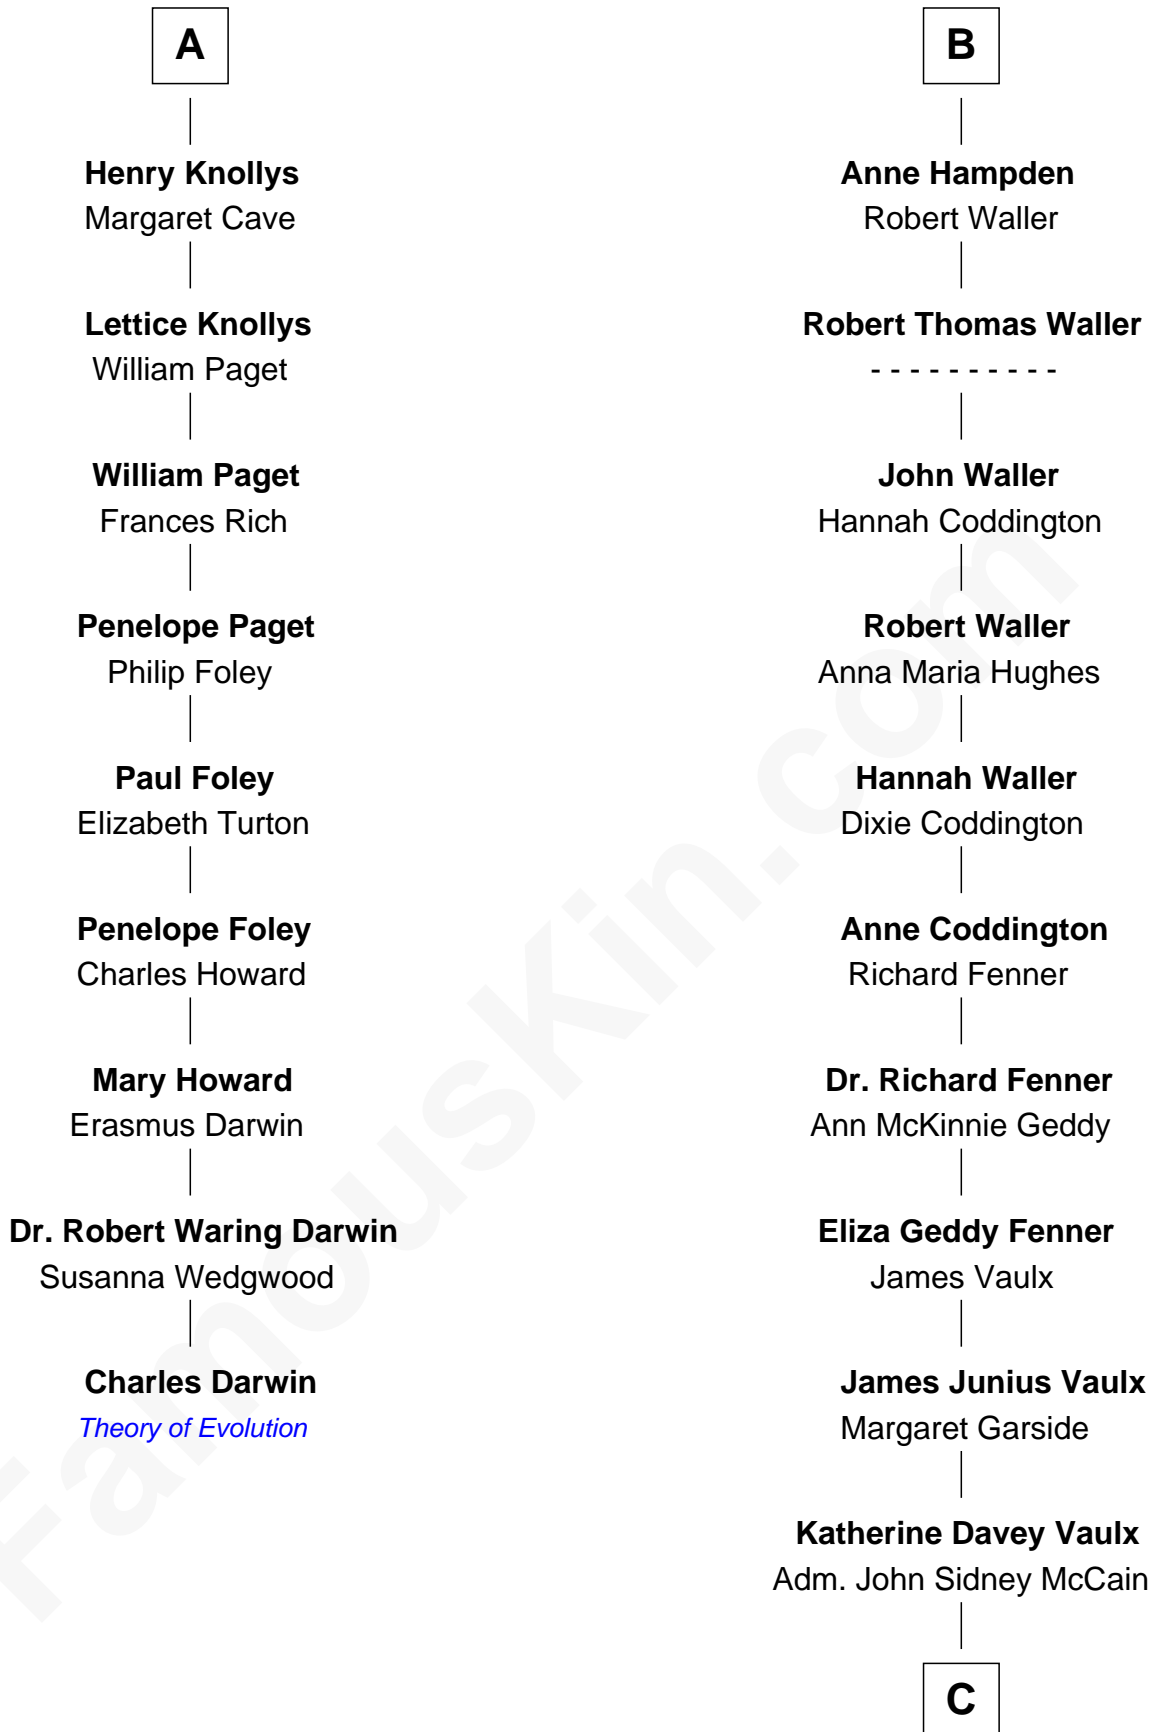 A
Henry Knollys
Margaret Cave
Lettice Knollys
William Paget
William Paget
Frances Rich
Penelope Paget
Philip Foley
Paul Foley
Elizabeth Turton
Penelope Foley
Charles Howard
Mary Howard
Erasmus Darwin
Dr. Robert Waring Darwin
Susanna Wedgwood
Charles Darwin
Theory of Evolution
B
Anne Hampden
Robert Waller
Robert Thomas Waller
- - - - - - - - - -
John Waller
Hannah Coddington
Robert Waller
Anna Maria Hughes
Hannah Waller
Dixie Coddington
Anne Coddington
Richard Fenner
Dr. Richard Fenner
Ann McKinnie Geddy
Eliza Geddy Fenner
James Vaulx
James Junius Vaulx
Margaret Garside
Katherine Davey Vaulx
Adm. John Sidney McCain
C
FamousKin.com